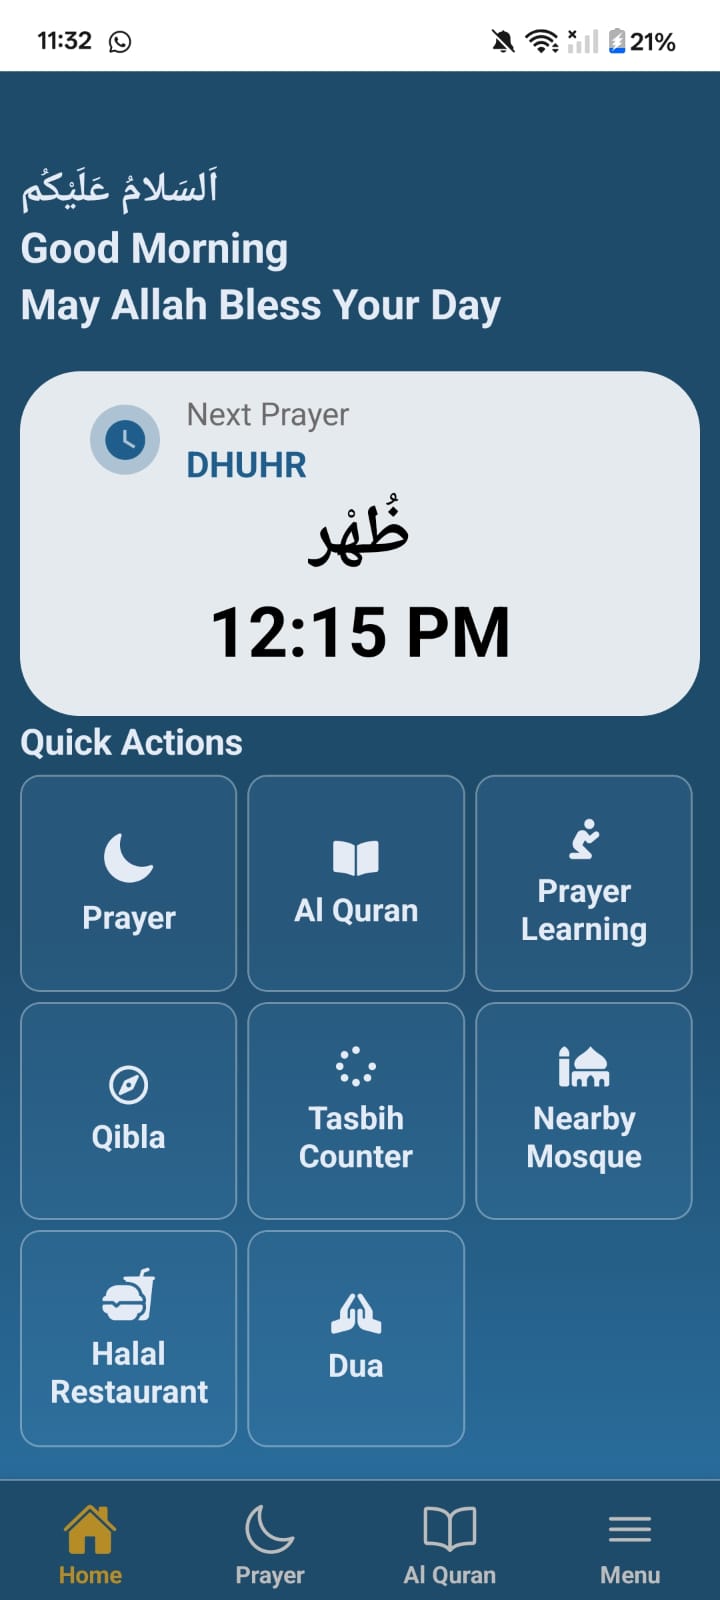 11:32
21%
اَلسَلامُ عَلَيْكُم
Good Morning
May Allah Bless Your Day
Next Prayer
DHUHR
ظُهْر
12:15 PM
Quick Actions
Prayer
Al Quran
Prayer
Learning
Qibla
Tasbih
Counter
Nearby
Mosque
Halal
Restaurant
Dua
Home
Prayer
Al Quran
Menu